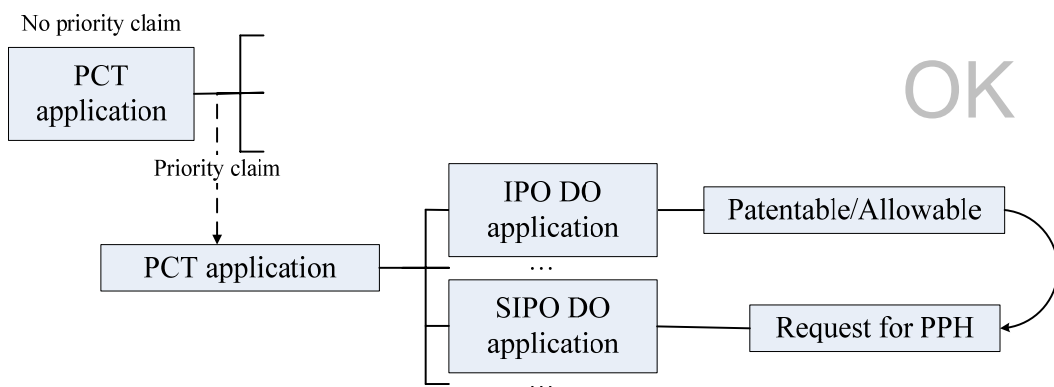 No priority claim
PCT
application
OK
Priority claim
IPO DO
application
Patentable/Allowable
PCT application
...
SIPO DO
application
Request for PPH
...